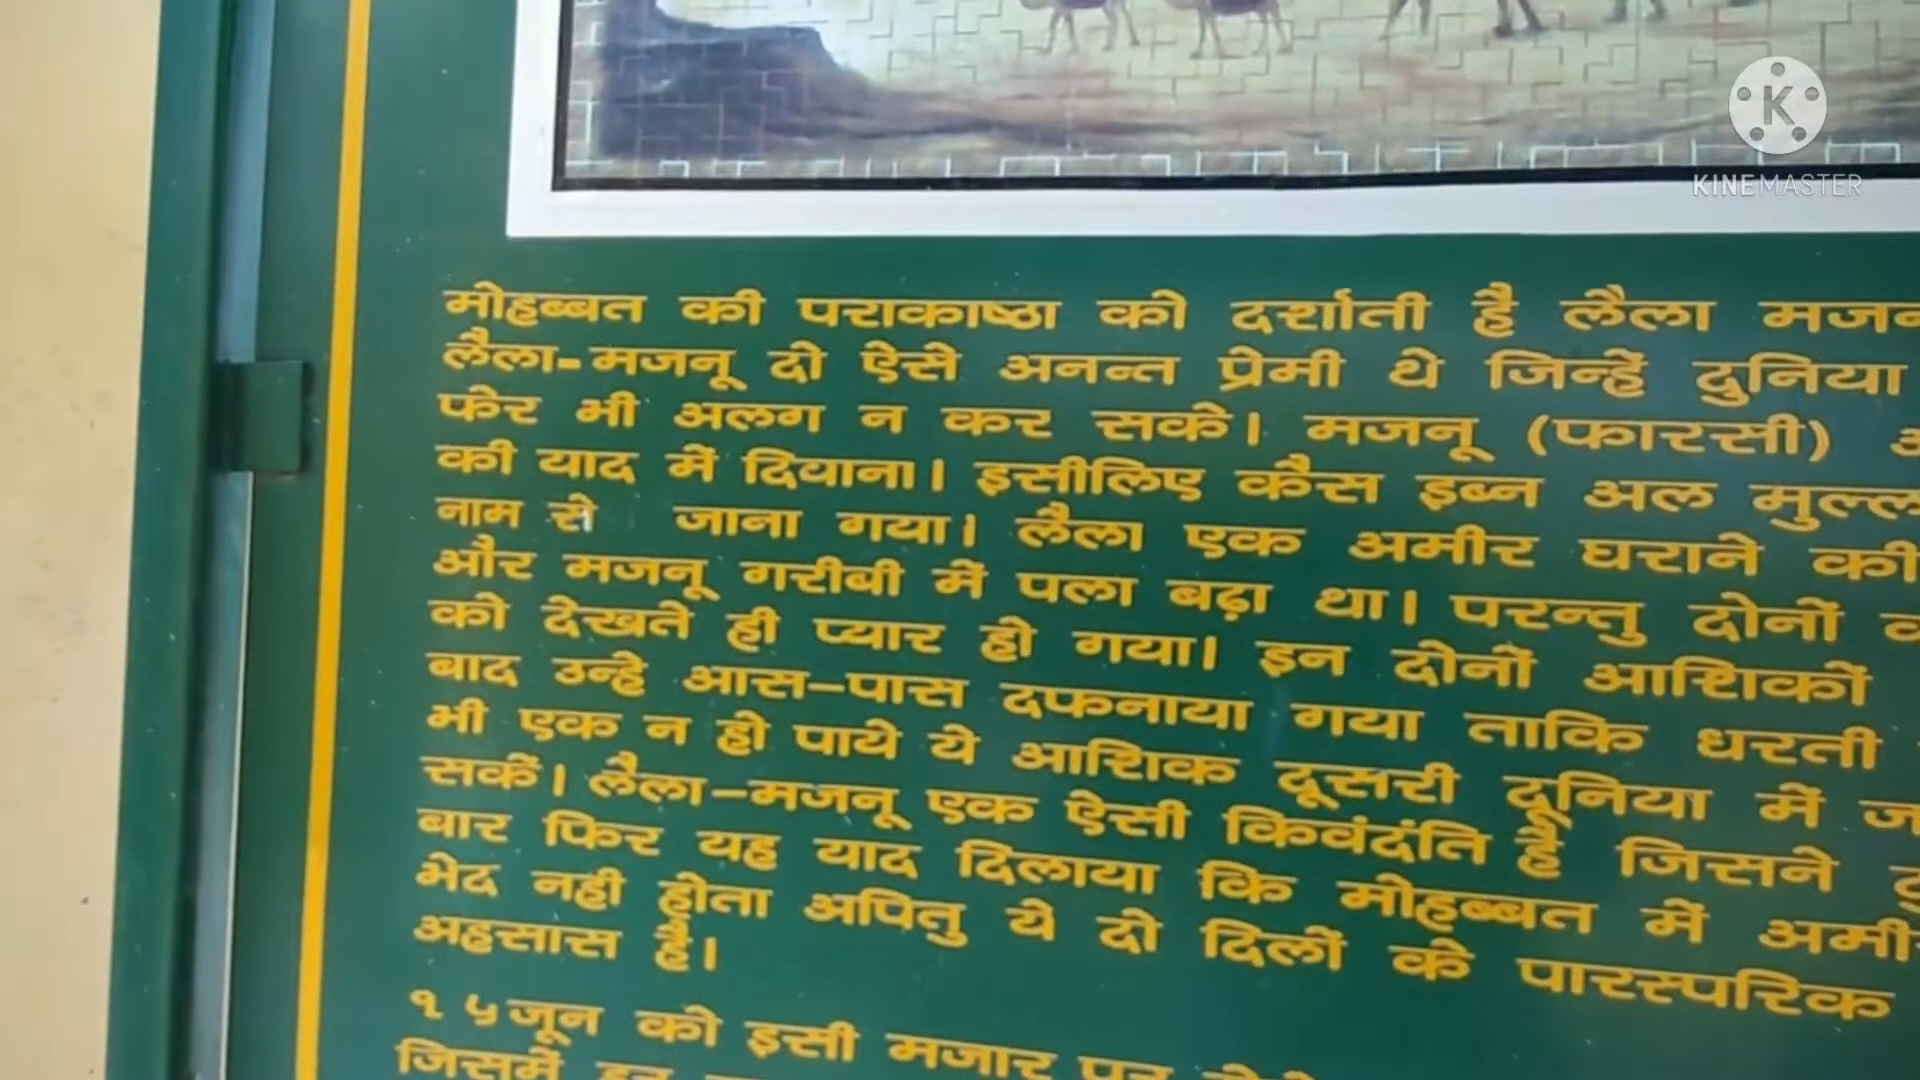 KINEMASTER
मोहब्बत की पराकाष्ठा को दर्शाती है लैला
लैला-मजनू दो ऐसे अनन्त प्रेमी थे जिन्हें दुनिया
फेर भी अलग न कर सके। मजनू (फारसी)
की याद में दिवाना। इसीलिए कैस इब्न अल
नाम से जाना गया। लैला एक अमीर घराने की
और मजनू गरीबी में पला बढ़ा था। परन्तु दोनों
को देखते ही प्यार हो गया। इन दोनों आशिकों
बाद उन्हे आस-पास दफनाया गया ताकि धरती
भी एक न हो पाये ये आशिक दूसरी दूनिया में
सकें। लैला-मजनू एक ऐसी किवंदंति है जिसने
बार फिर यह याद दिलाया कि मोहब्बत में
भेद नही होता अपितु ये दो दिलों के पारस्परिक
अहसास है।
१५ जून को इसी मजार पर
जिसमें